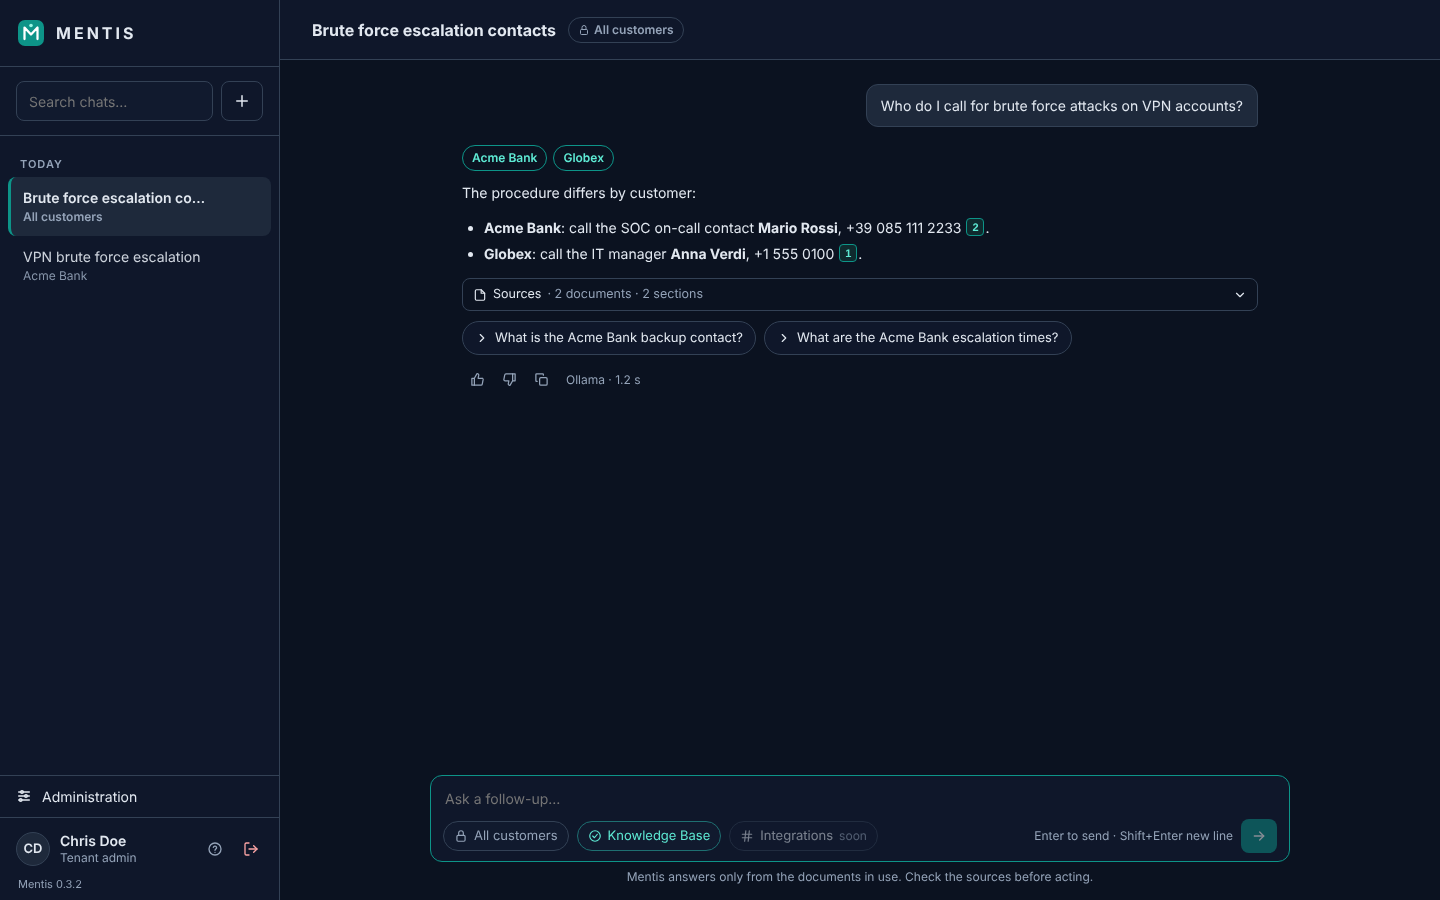 MENTIS
Search chats...
TODAY
Brute force escalation co...
All customers
VPN brute force escalation
Acme Bank
Administration
CD
Chris Doe
Tenant admin
Mentis 0.3.2
Brute force escalation contacts
All customers
Who do I call for brute force attacks on VPN accounts?
Acme Bank Globex
The procedure differs by customer:
• Acme Bank: call the SOC on-call contact Mario Rossi, +39 085 111 2233 2.
• Globex: call the IT manager Anna Verdi, +1 555 0100 1.
Sources · 2 documents · 2 sections
What is the Acme Bank backup contact? What are the Acme Bank escalation times?
Ollama · 1.2 s
Ask a follow-up...
All customers Knowledge Base Integrations soon Enter to send · Shift+Enter new line
Mentis answers only from the documents in use. Check the sources before acting.